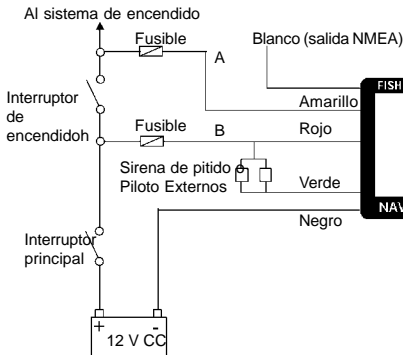 Al sistema de encendido
Fusible
A
Blanco (salida NMEA)
FISH
Amarillo
Interruptor
de
encendidoh
Fusible
B
Rojo
Sirena de pitido o
Piloto Externos
Verde
NAV
Negro
Interruptor
principal
+
-
12 V CC